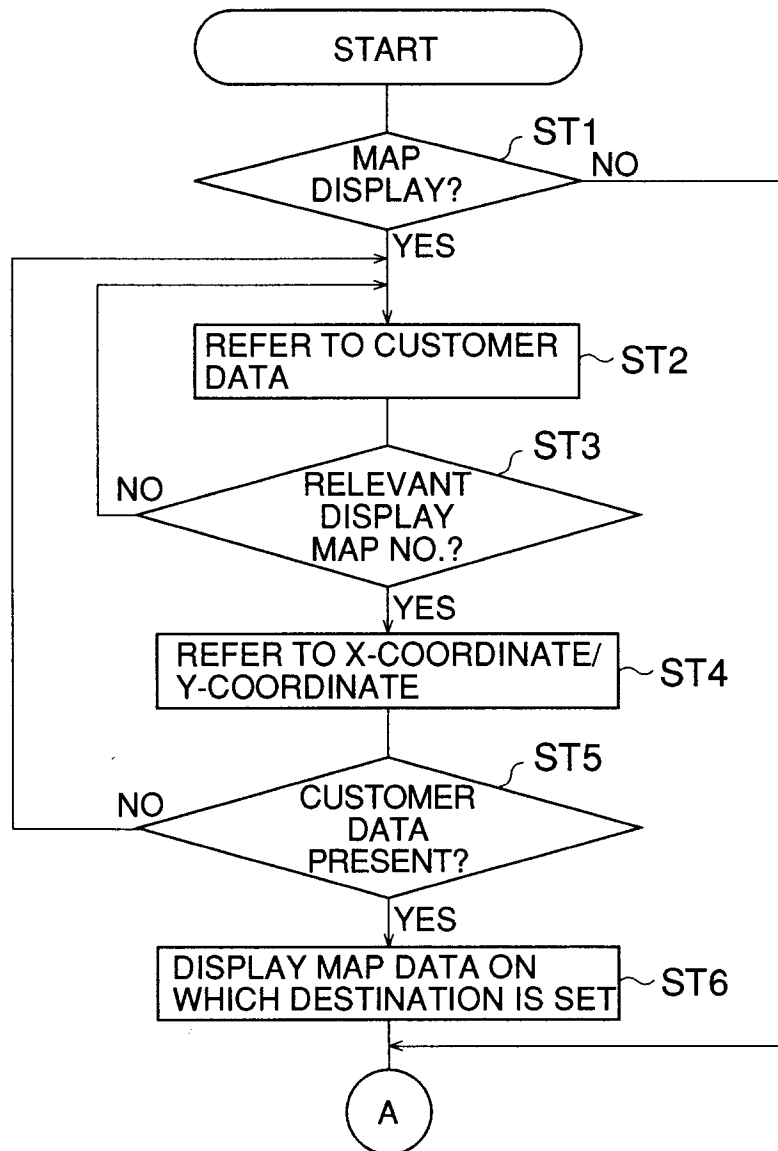 START
ST1
MAP
DISPLAY?
NO
YES
REFER TO CUSTOMER
DATA
ST2
ST3
NO
RELEVANT
DISPLAY
MAP NO.?
YES
REFER TO X-COORDINATE/
Y-COORDINATE
ST4
ST5
NO
CUSTOMER
DATA
PRESENT?
YES
DISPLAY MAP DATA ON
WHICH DESTINATION IS SET
ST6
A